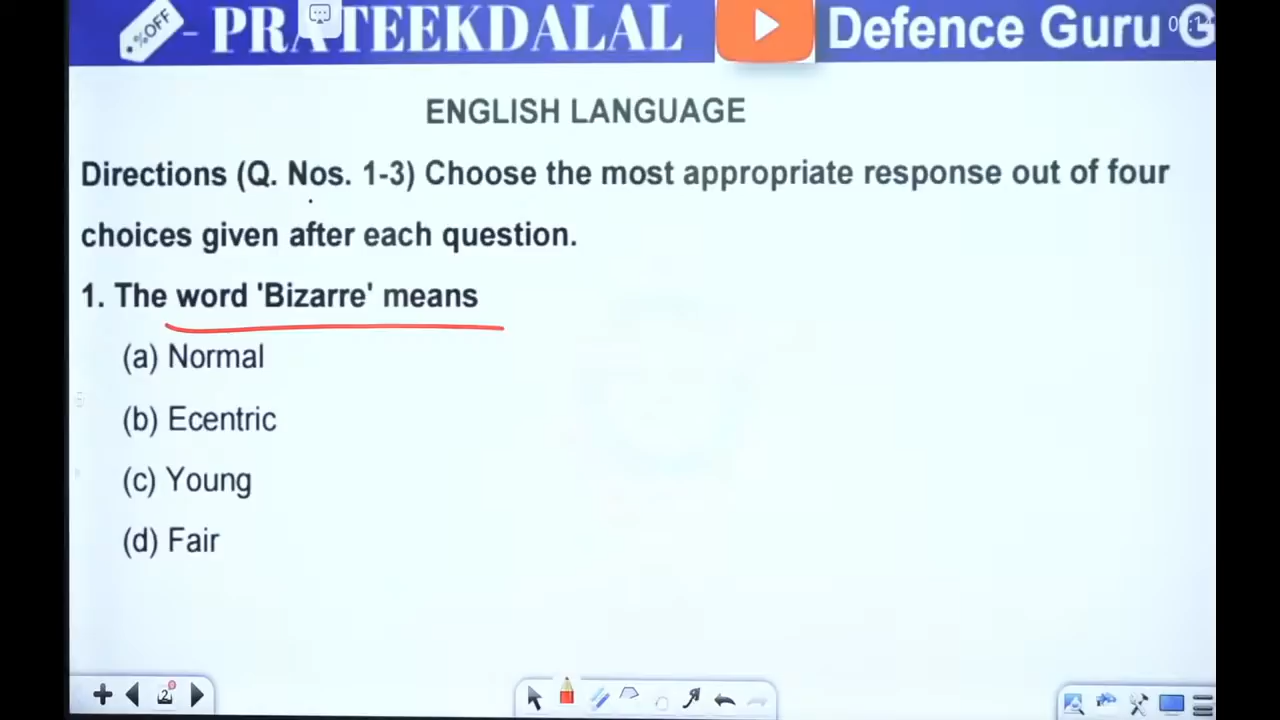 %OFF - PRATEEKDALAL Defence Guru G
ENGLISH LANGUAGE
Directions (Q. Nos. 1-3) Choose the most appropriate response out of four
choices given after each question.
1. The word 'Bizarre' means
(a) Normal
(b) Ecentric
(c) Young
(d) Fair
2